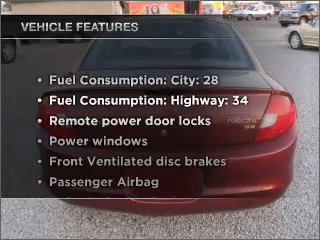 VEHICLE FEATURES
• Fuel Consumption: City: 28
• Fuel Consumption: Highway: 34
• Remote power door locks
• Power windows
NEON
• Front Ventilated disc brakes
• Passenger Airbag